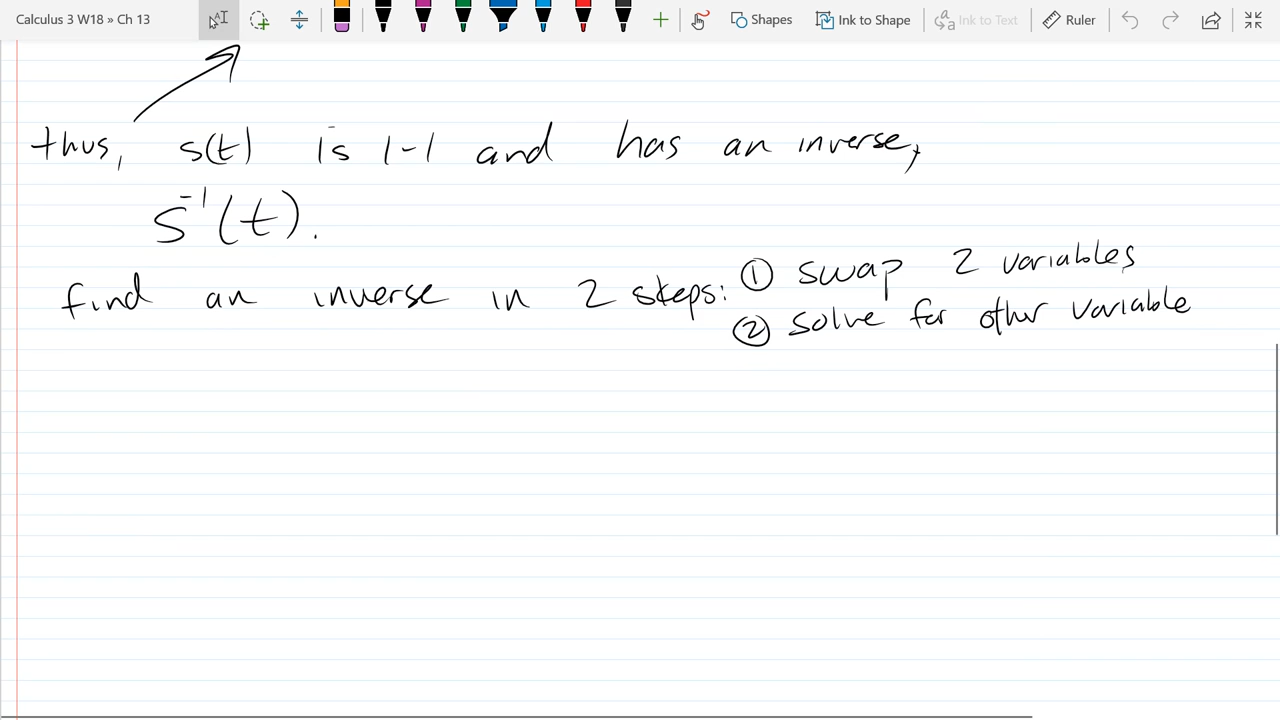 Calculus 3 W18 » Ch 13
Shapes
Ink to Shape
Ink to Text
Ruler
thus, s(t) is 1-1 and has an inverse,
s⁻¹(t).
find an inverse in 2 steps: ① swap 2 variables
② solve for other variable